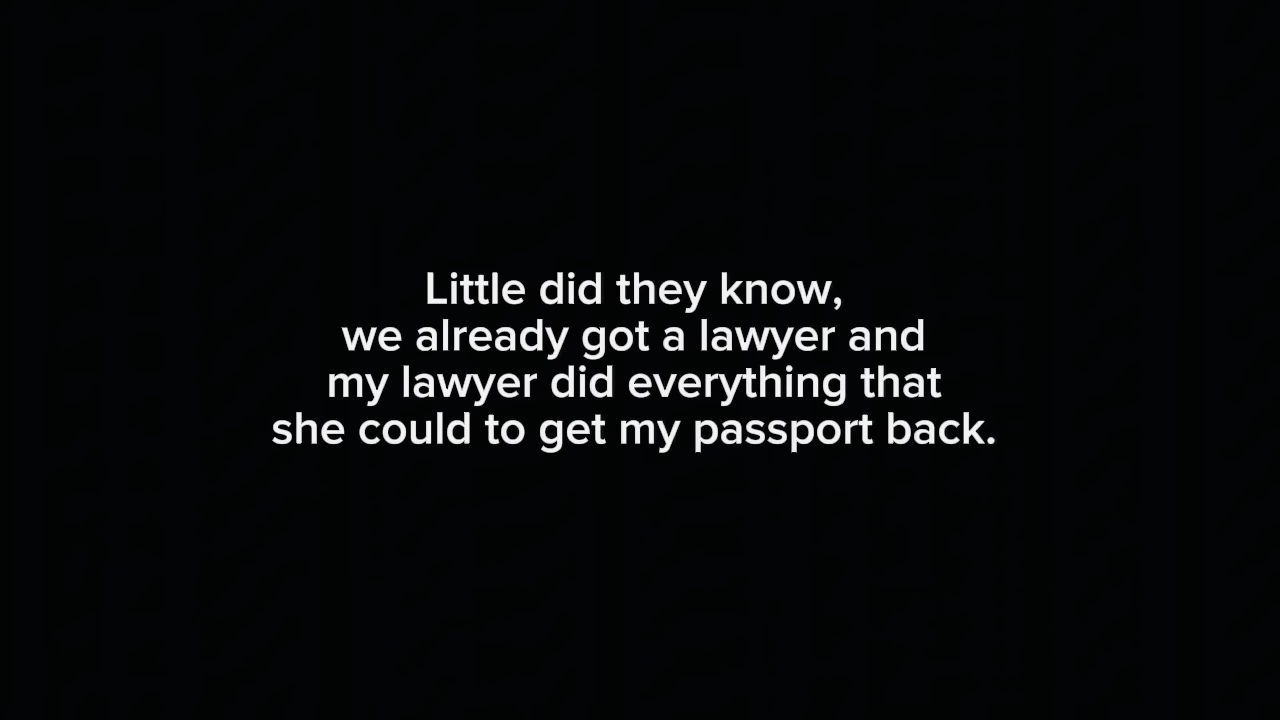 Little did they know,
we already got a lawyer and
my lawyer did everything that
she could to get my passport back.